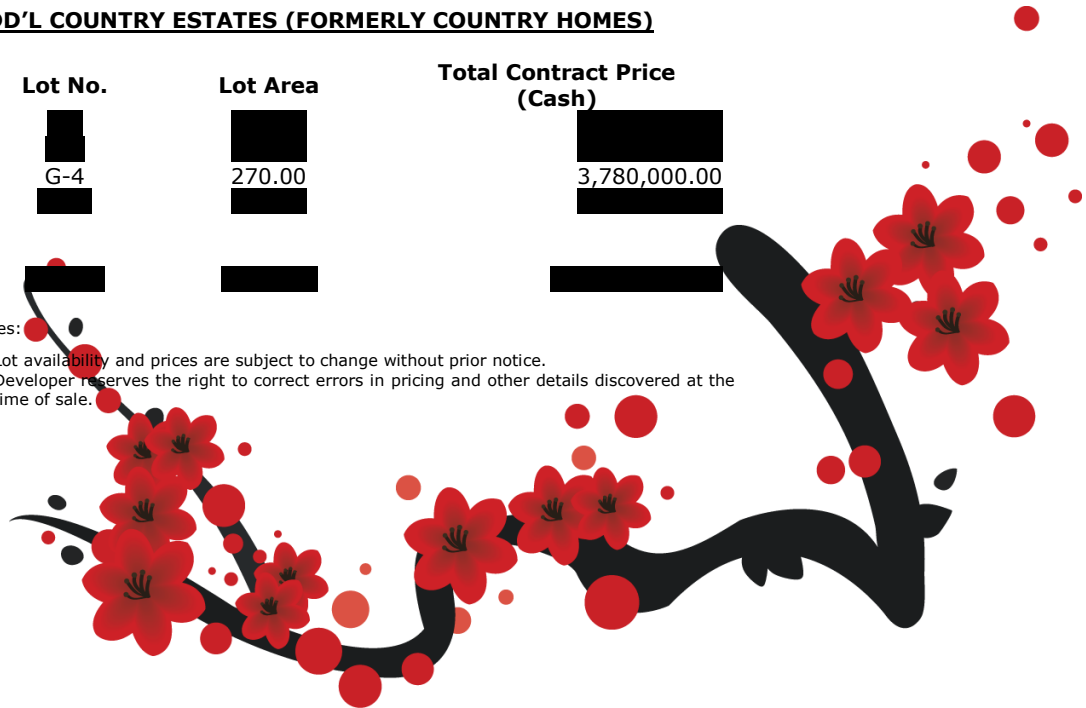 OD'L COUNTRY ESTATES (FORMERLY COUNTRY HOMES)
Lot No. Lot Area Total Contract Price
(Cash)
G-4 270.00 3,780,000.00
es:
Lot availability and prices are subject to change without prior notice.
Developer reserves the right to correct errors in pricing and other details discovered at the
ime of sale.